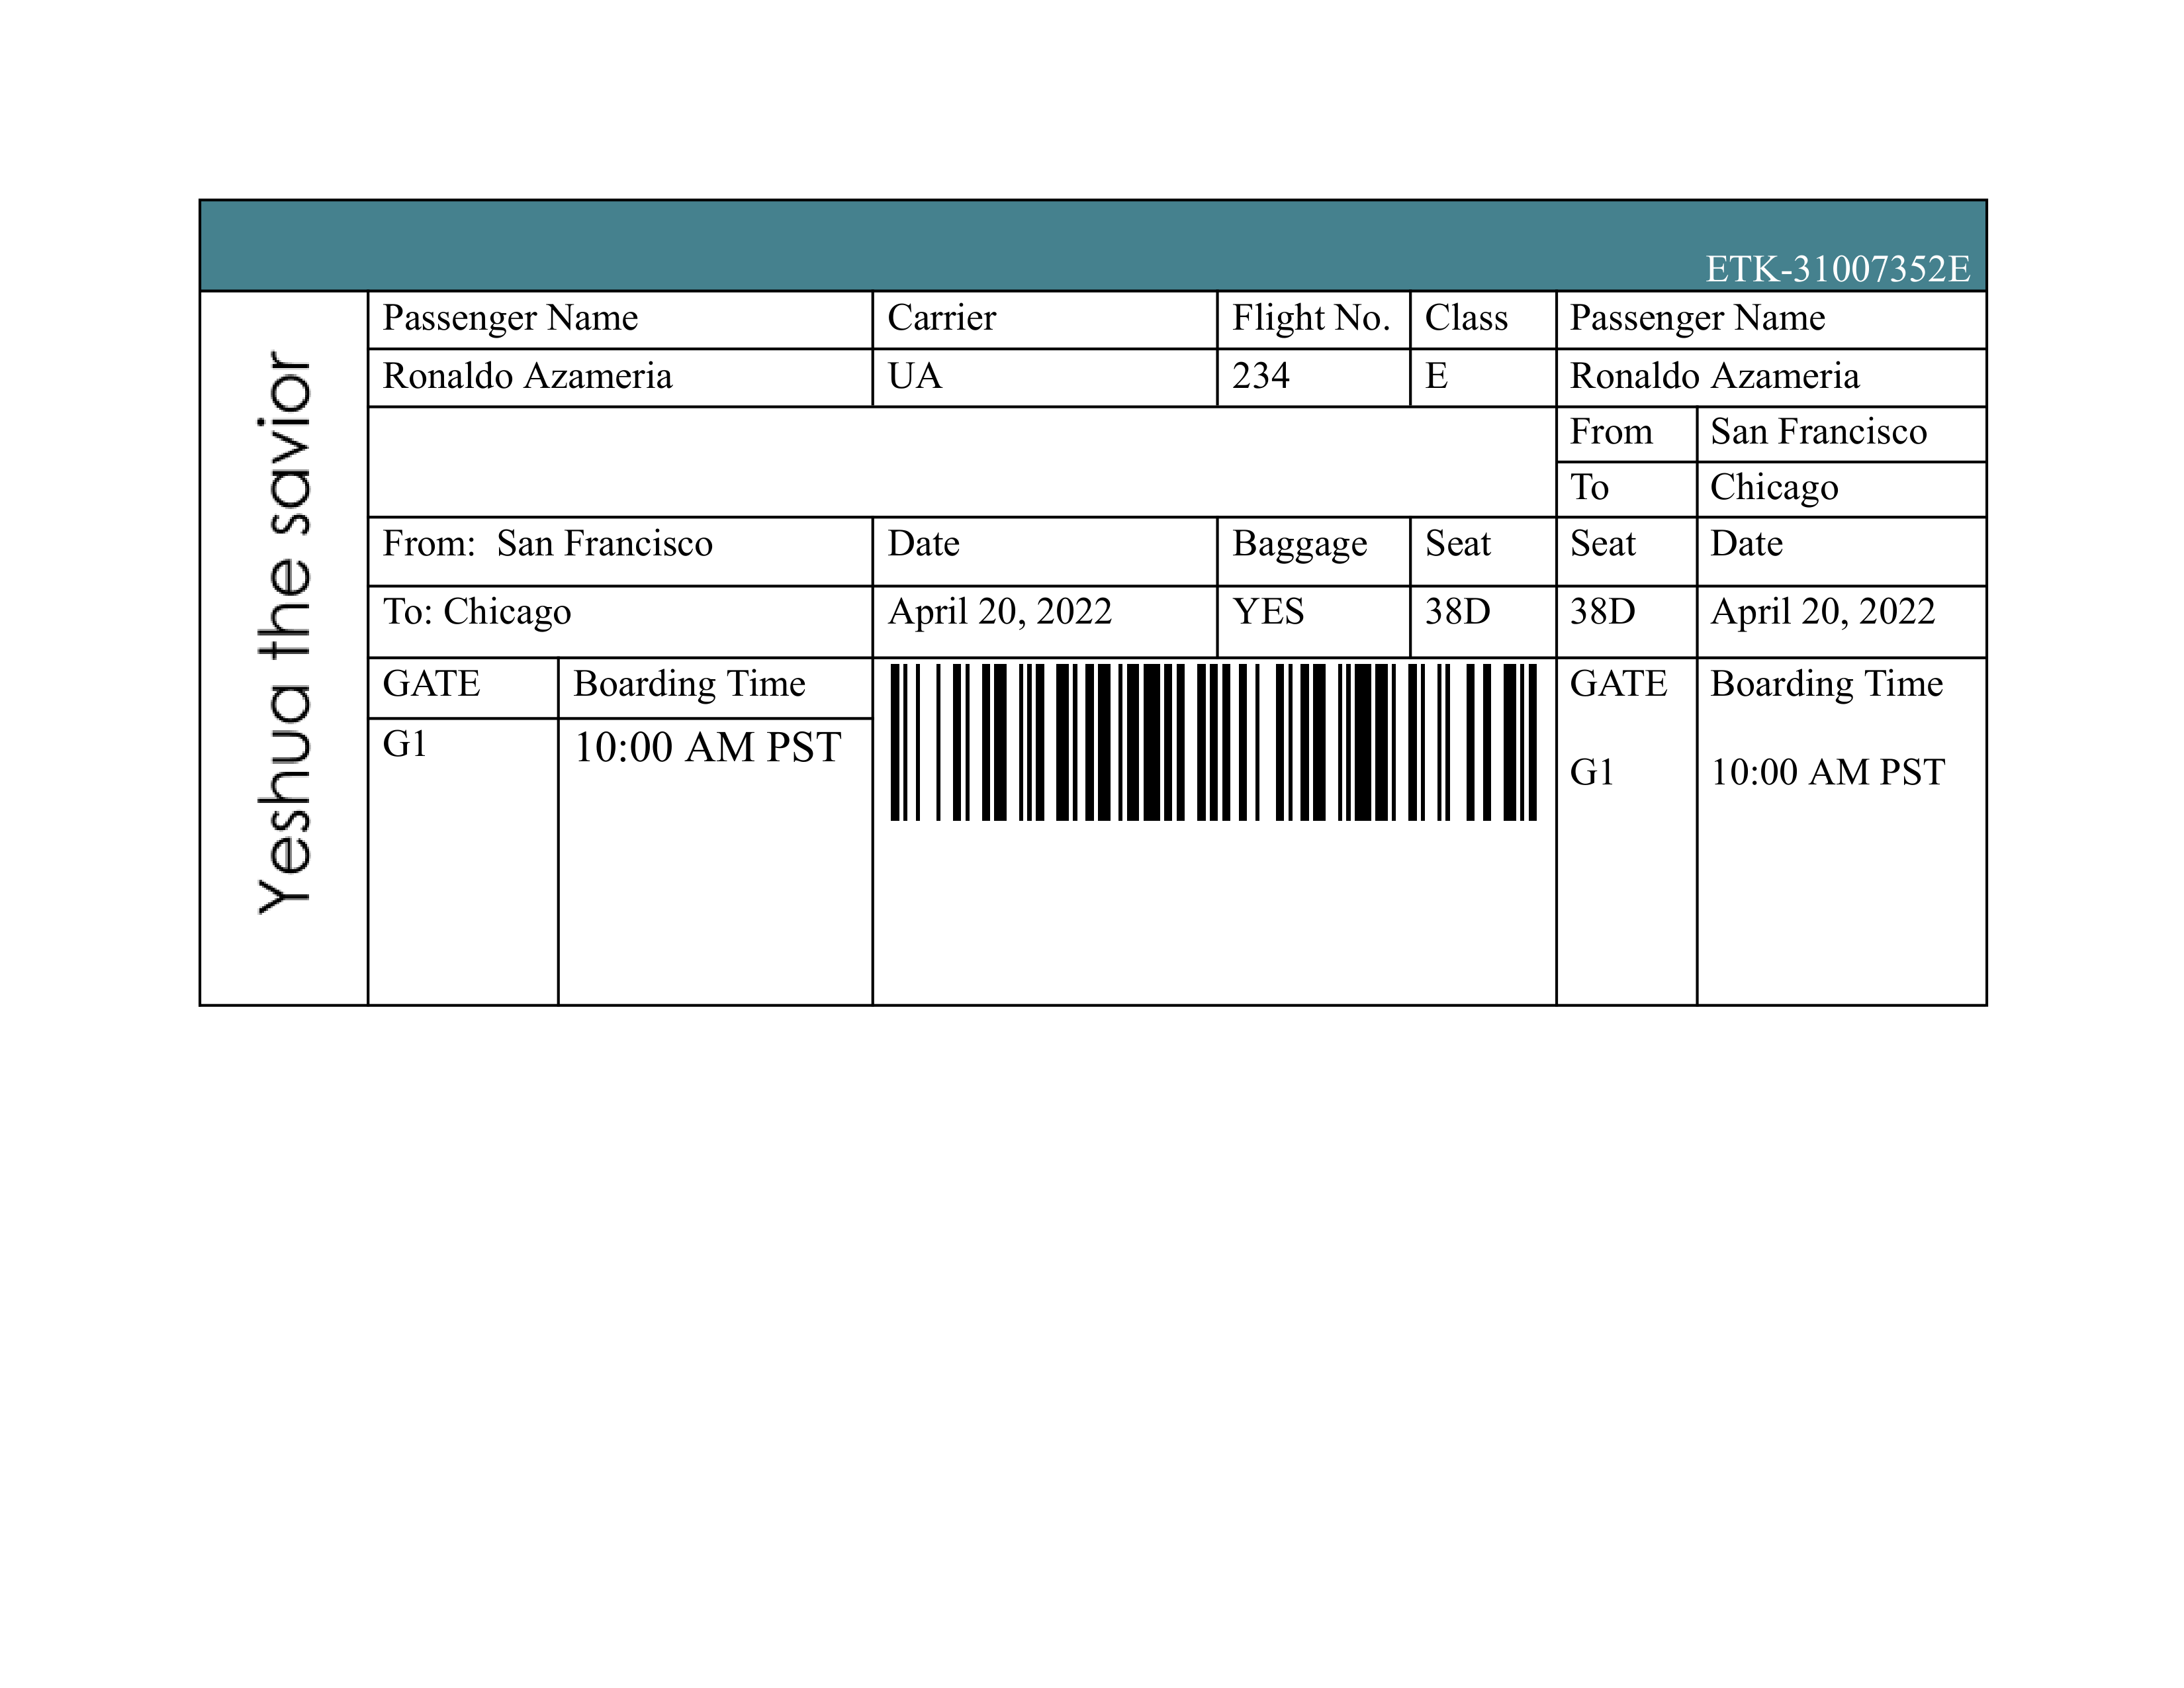 ETK-31007352E
Yeshua the savior
Passenger Name Carrier Flight No. Class Passenger Name
Ronaldo Azameria UA 234 E Ronaldo Azameria
From San Francisco
To Chicago
From:  San Francisco Date Baggage Seat Seat Date
To: Chicago April 20, 2022 YES 38D 38D April 20, 2022
GATE Boarding Time GATE Boarding Time
G1 10:00 AM PST G1 10:00 AM PST